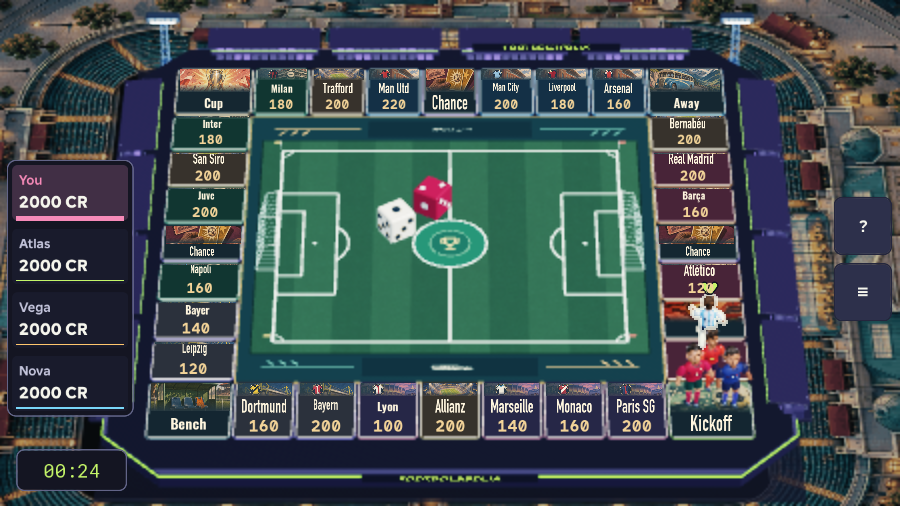 Cup
Milan
180
Trafford
200
Man Utd
220
Chance
Man City
200
Liverpool
180
Arsenal
160
Away
Inter
180
San Siro
200
Juve
200
Chance
Napoli
160
Bayer
140
Leipzig
120
Bernabéu
200
Real Madrid
200
Barça
160
Chance
Atlético
120
Bench
Dortmund
160
Bayern
200
Lyon
100
Allianz
200
Marseille
140
Monaco
160
Paris SG
200
Kickoff
You
2000 CR
Atlas
2000 CR
Vega
2000 CR
Nova
2000 CR
00:24
?